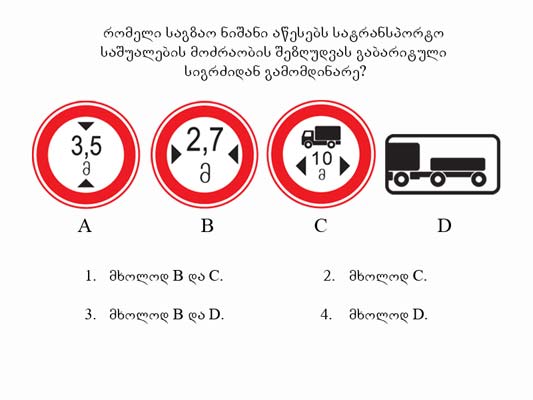 რომელი საგზაო ნიშანი აწესებს სატრანსპორტო
საშუალების მოძრაობის შეზღუდვას გაბარიტული
სიგრძიდან გამომდინარე?
3,5
მ
2,7
მ
10
მ
A B C D
1. მხოლოდ B და C. 2. მხოლოდ C.
3. მხოლოდ B და D. 4. მხოლოდ D.